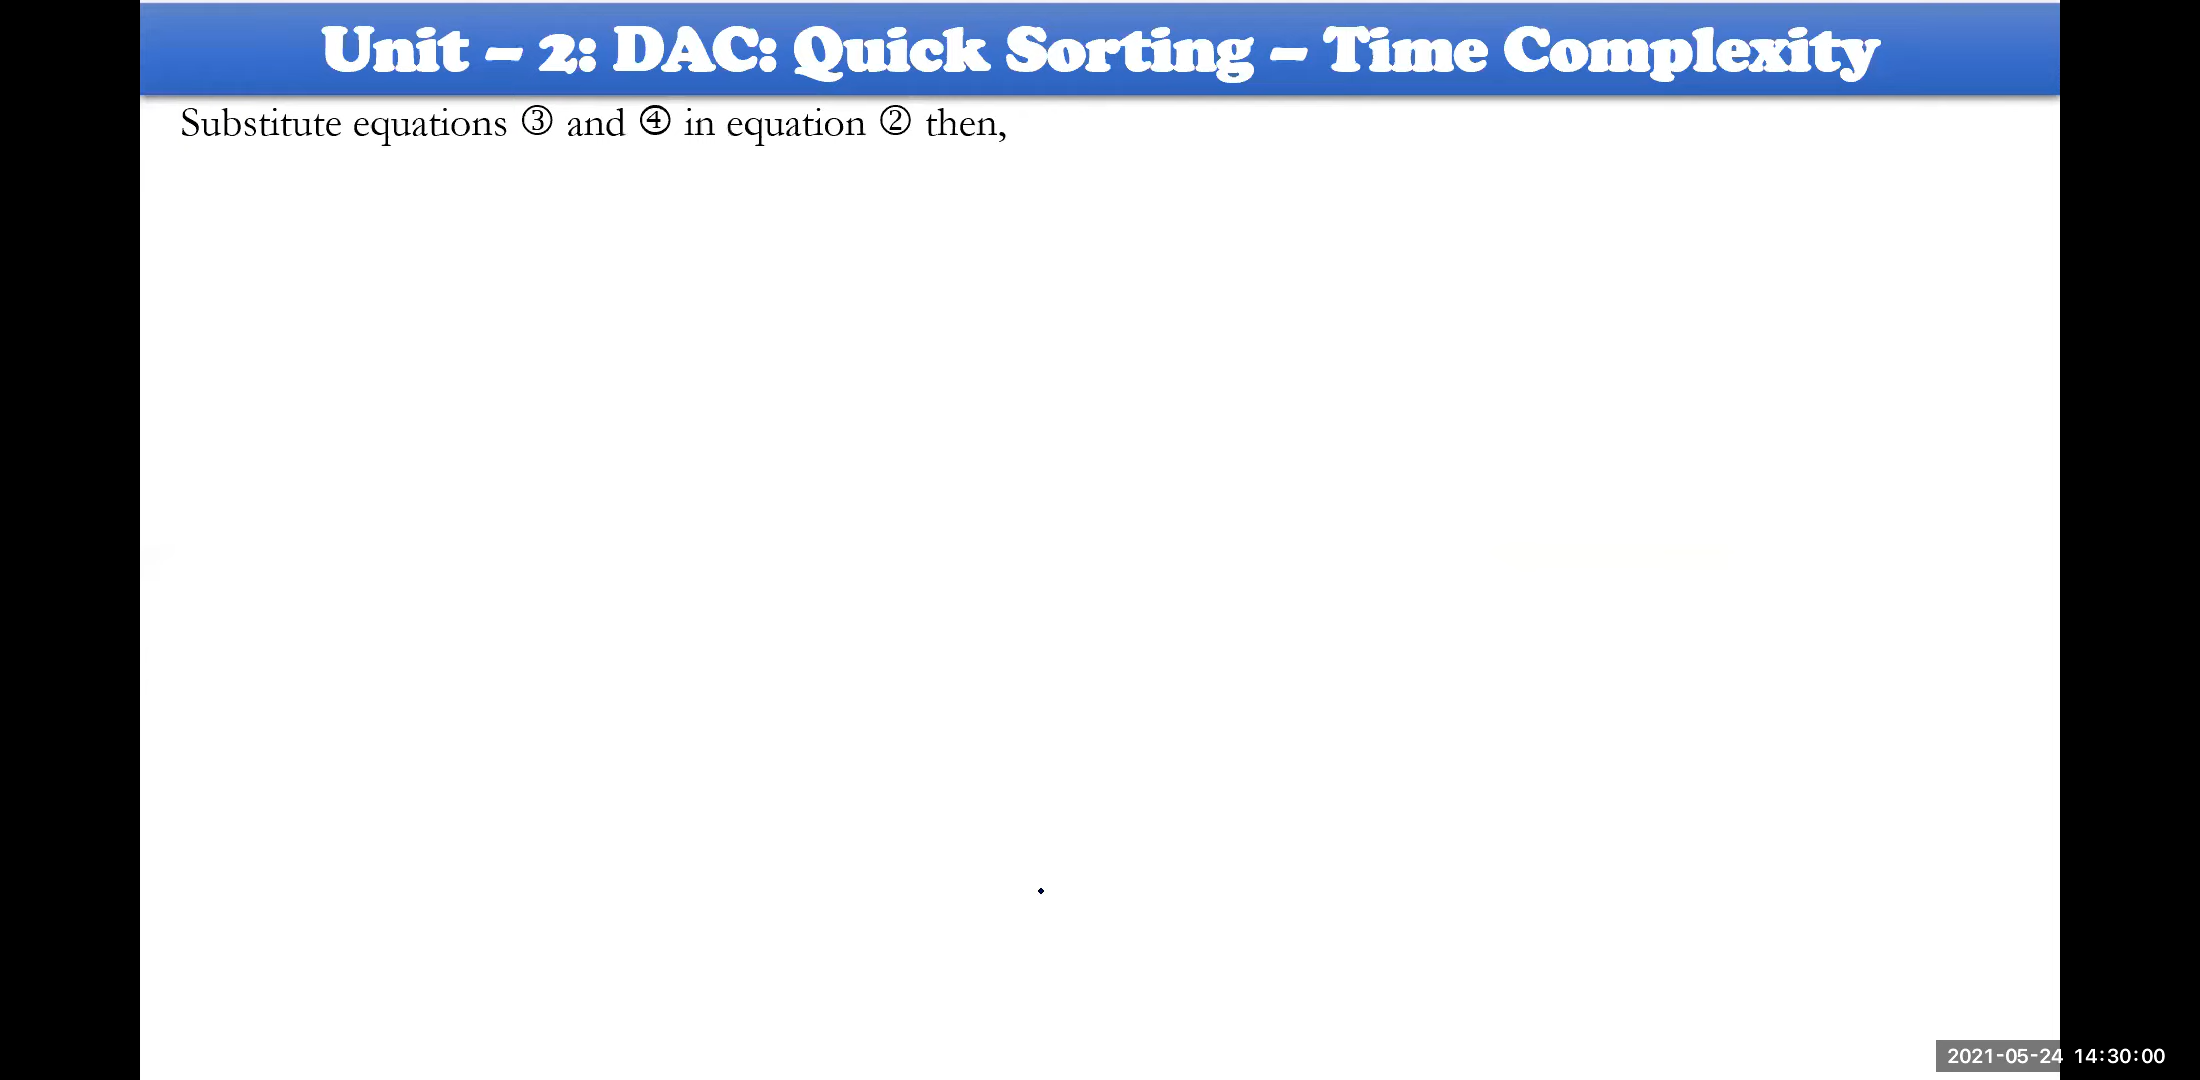 Unit – 2: DAC: Quick Sorting – Time Complexity
Substitute equations ③ and ④ in equation ② then,
2021-05-24 14:30:00